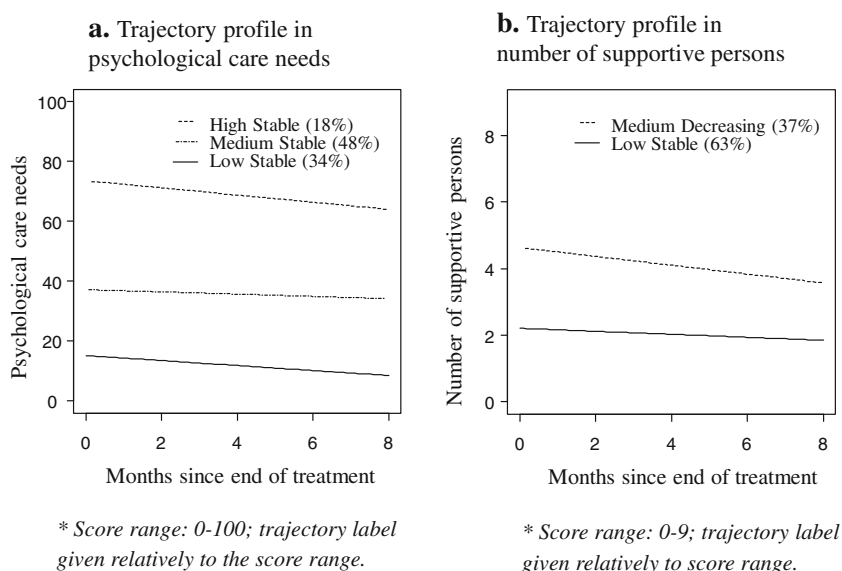 a. Trajectory profile in
psychological care needs
100
80
60
40
20
0
High Stable (18%)
Medium Stable (48%)
Low Stable (34%)
Psychological care needs
0 2 4 6 8
Months since end of treatment
* Score range: 0-100; trajectory label
given relatively to the score range.
b. Trajectory profile in
number of supportive persons
8
6
4
2
0
Medium Decreasing (37%)
Low Stable (63%)
Number of supportive persons
0 2 4 6 8
Months since end of treatment
* Score range: 0-9; trajectory label
given relatively to score range.